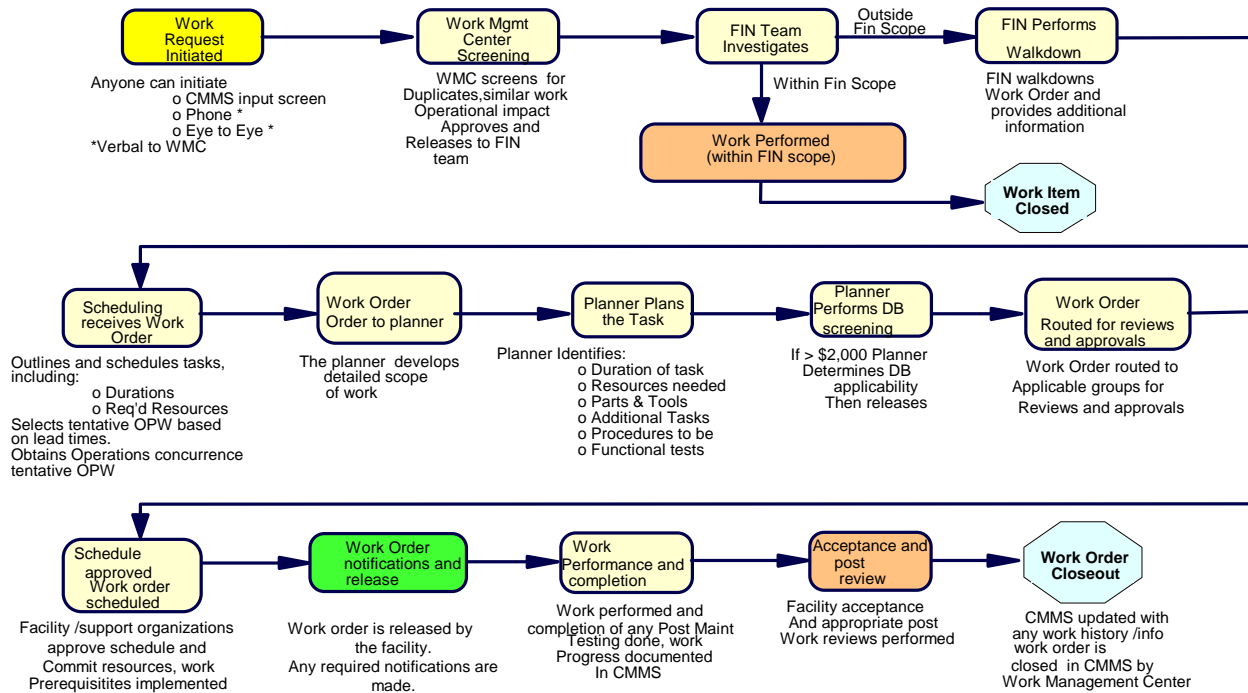 Work
Request
Initiated
Anyone can initiate
o CMMS input screen
o Phone *
o Eye to Eye *
*Verbal to WMC
Work Mgmt
Center
Screening
WMC screens for
Duplicates,similar work
Operational impact
Approves and
Releases to FIN
team
FIN Team
Investigates
Outside
Fin Scope
Within Fin Scope
Work Performed
(within FIN scope)
Work Item
Closed
FIN Performs
Walkdown
FIN walkdowns
Work Order and
provides additional
information
Scheduling
receives Work
Order
Outlines and schedules tasks,
including:
o Durations
o Req'd Resources
Selects tentative OPW based
on lead times.
Obtains Operations concurrence
tentative OPW
Work Order
Order to planner
The planner develops
detailed scope
of work
Planner Plans
the Task
Planner Identifies:
o Duration of task
o Resources needed
o Parts & Tools
o Additional Tasks
o Procedures to be
o Functional tests
Planner
Performs DB
screening
If > $2,000 Planner
Determines DB
applicability
Then releases
Work Order
Routed for reviews
and approvals
Work Order routed to
Applicable groups for
Reviews and approvals
Schedule
approved
Work order
scheduled
Facility /support organizations
approve schedule and
Commit resources, work
Prerequisitites implemented
Work Order
notifications and
release
Work order is released by
the facility.
Any required notifications are
made.
Work
Performance and
completion
Work performed and
completion of any Post Maint
Testing done, work
Progress documented
In CMMS
Acceptance and
post
review
Facility acceptance
And appropriate post
Work reviews performed
Work Order
Closeout
CMMS updated with
any work history /info
work order is
closed in CMMS by
Work Management Center